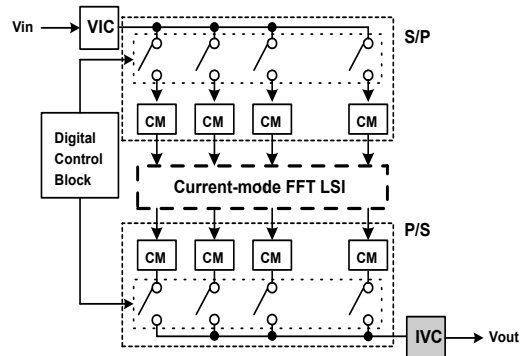 Vin
VIC
S/P
CM CM CM CM
Digital
Control
Block
Current-mode FFT LSI
P/S
CM CM CM CM
IVC
Vout